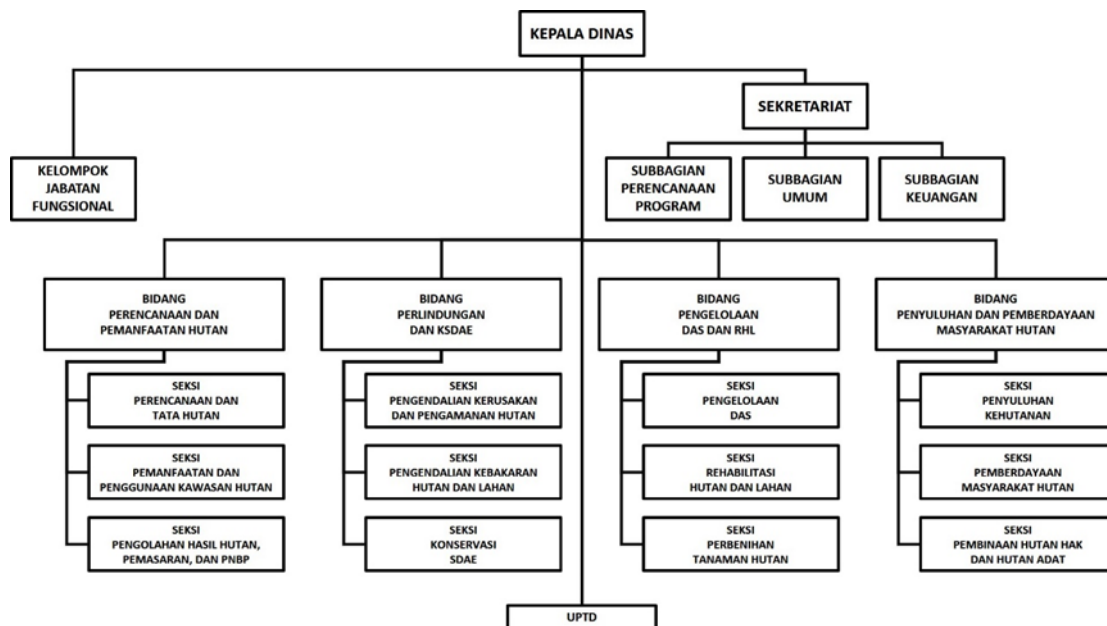 KEPALA DINAS
SEKRETARIAT
KELOMPOK
JABATAN
FUNGSIONAL
SUBBAGIAN
PERENCANAAN
PROGRAM
SUBBAGIAN
UMUM
SUBBAGIAN
KEUANGAN
BIDANG
PERENCANAAN DAN
PEMANFAATAN HUTAN
SEKSI
PERENCANAAN DAN
TATA HUTAN
SEKSI
PEMANFAATAN DAN
PENGGUNAAN KAWASAN HUTAN
SEKSI
PENGOLAHAN HASIL HUTAN,
PEMASARAN, DAN PNBP
BIDANG
PERLINDUNGAN
DAN KSDAE
SEKSI
PENGENDALIAN KERUSAKAN
DAN PENGAMANAN HUTAN
SEKSI
PENGENDALIAN KEBAKARAN
HUTAN DAN LAHAN
SEKSI
KONSERVASI
SDAE
BIDANG
PENGELOLAAN
DAS DAN RHL
SEKSI
PENGELOLAAN
DAS
SEKSI
REHABILITASI
HUTAN DAN LAHAN
SEKSI
PERBENIHAN
TANAMAN HUTAN
BIDANG
PENYULUHAN DAN PEMBERDAYAAN
MASYARAKAT HUTAN
SEKSI
PENYULUHAN
KEHUTANAN
SEKSI
PEMBERDAYAAN
MASYARAKAT HUTAN
SEKSI
PEMBINAAN HUTAN HAK
DAN HUTAN ADAT
UPTD